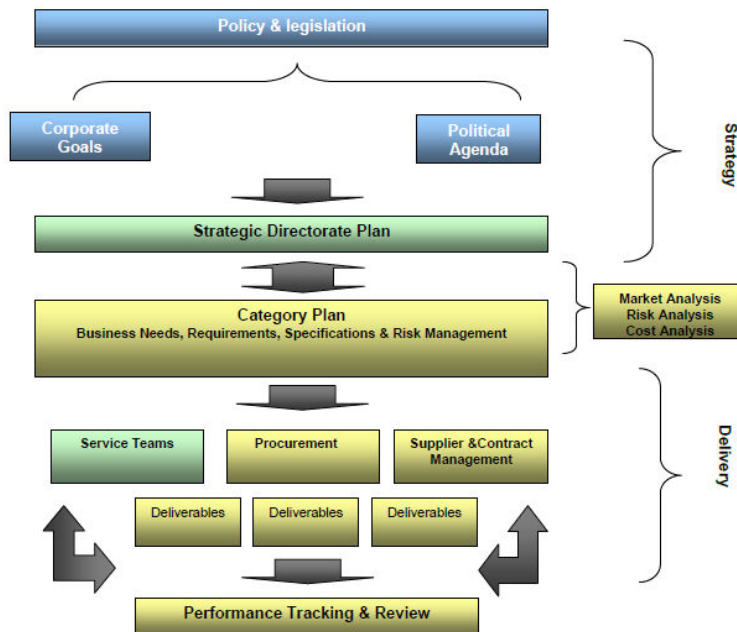 Policy & legislation
Corporate
Goals
Political
Agenda
Strategy
Strategic Directorate Plan
Category Plan
Business Needs, Requirements, Specifications & Risk Management
Market Analysis
Risk Analysis
Cost Analysis
Service Teams
Procurement
Supplier &Contract
Management
Delivery
Deliverables
Deliverables
Deliverables
Performance Tracking & Review